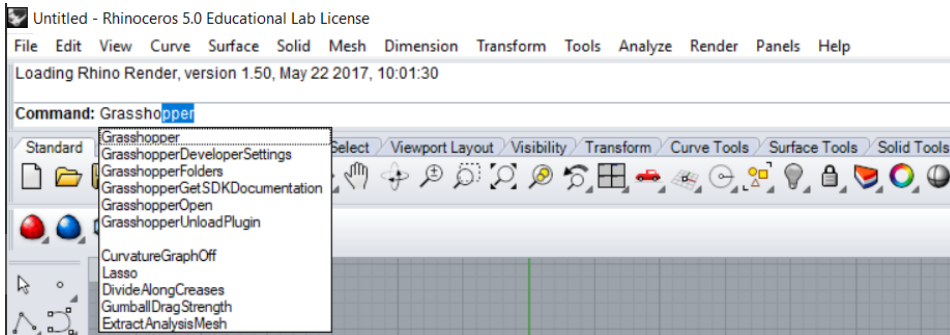 Untitled - Rhinoceros 5.0 Educational Lab License
File Edit View Curve Surface Solid Mesh Dimension Transform Tools Analyze Render Panels Help
Loading Rhino Render, version 1.50, May 22 2017, 10:01:30
Command: Grasshopper
Grasshopper
Standard Select Viewport Layout Visibility Transform Curve Tools Surface Tools Solid Tools
GrasshopperDeveloperSettings
GrasshopperFolders
GrasshopperGetSDKDocumentation
GrasshopperOpen
GrasshopperUnloadPlugin
CurvatureGraphOff
Lasso
DivideAlongCreases
GumballDragStrength
ExtractAnalysisMesh